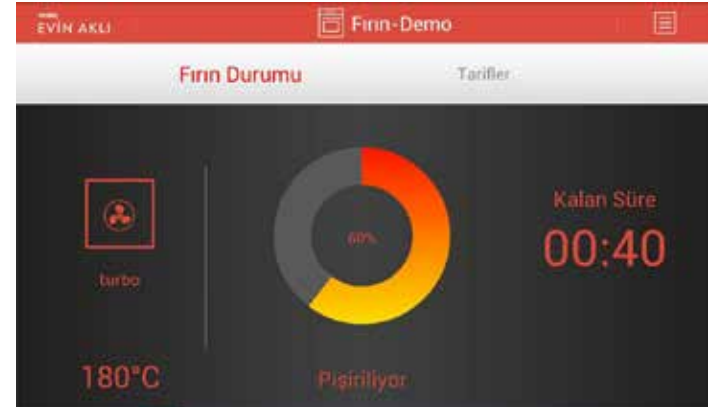 EVİN AKLI
Fırın-Demo
Fırın Durumu
Tarifler
turbo
180°C
60%
Pişiriliyor
Kalan Süre
00:40